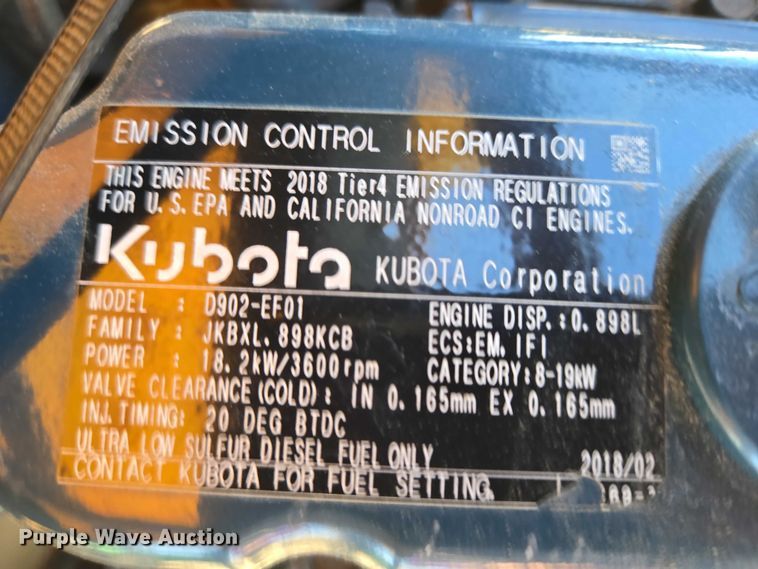 EMISSION CONTROL INFORMATION
THIS ENGINE MEETS 2018 Tier4 EMISSION REGULATIONS
FOR U.S. EPA AND CALIFORNIA NONROAD CI ENGINES.
Kubota KUBOTA Corporation
MODEL : D902-EF01 ENGINE DISP.:0.898L
FAMILY : JKBXL.898KCB ECS:EM, IFI
POWER : 18.2kW/3600rpm CATEGORY:8-19kW
VALVE CLEARANCE(COLD): IN 0.165mm EX 0.165mm
INJ.TIMING: 20 DEG BTDC
ULTRA LOW SULFUR DIESEL FUEL ONLY 2018/02
CONTACT KUBOTA FOR FUEL SETTING.
Purple Wave Auction